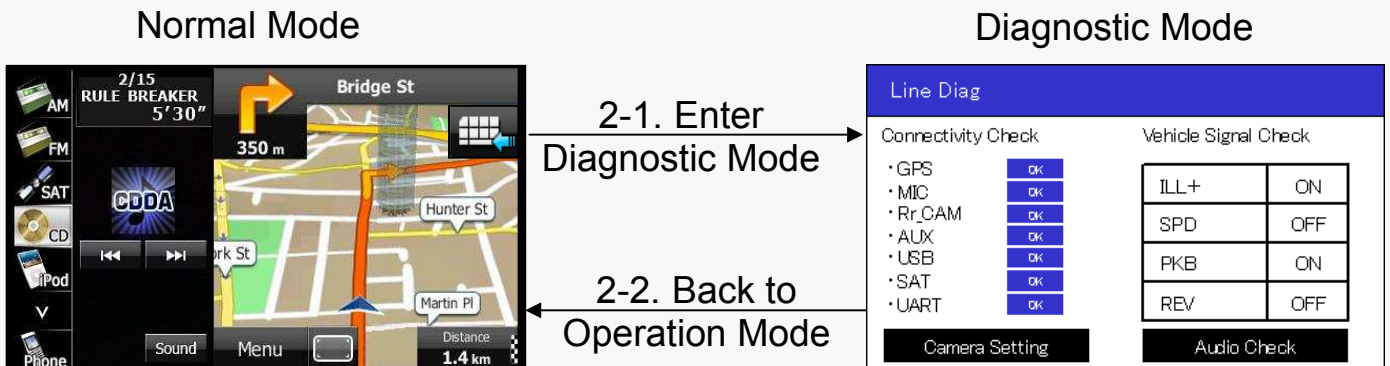 Normal Mode
Diagnostic Mode
AM
FM
SAT
CD
iPod
Phone
2/15
RULE BREAKER
5'30"
CDDA
Sound
Bridge St
350 m
Hunter St
rk St
Martin Pl
Menu
Distance
1.4 km
2-1. Enter
Diagnostic Mode
2-2. Back to
Operation Mode
Line Diag
Connectivity Check
・GPS OK
・MIC OK
・Rr_CAM OK
・AUX OK
・USB OK
・SAT OK
・UART OK
Camera Setting
Vehicle Signal Check
ILL+ ON
SPD OFF
PKB ON
REV OFF
Audio Check